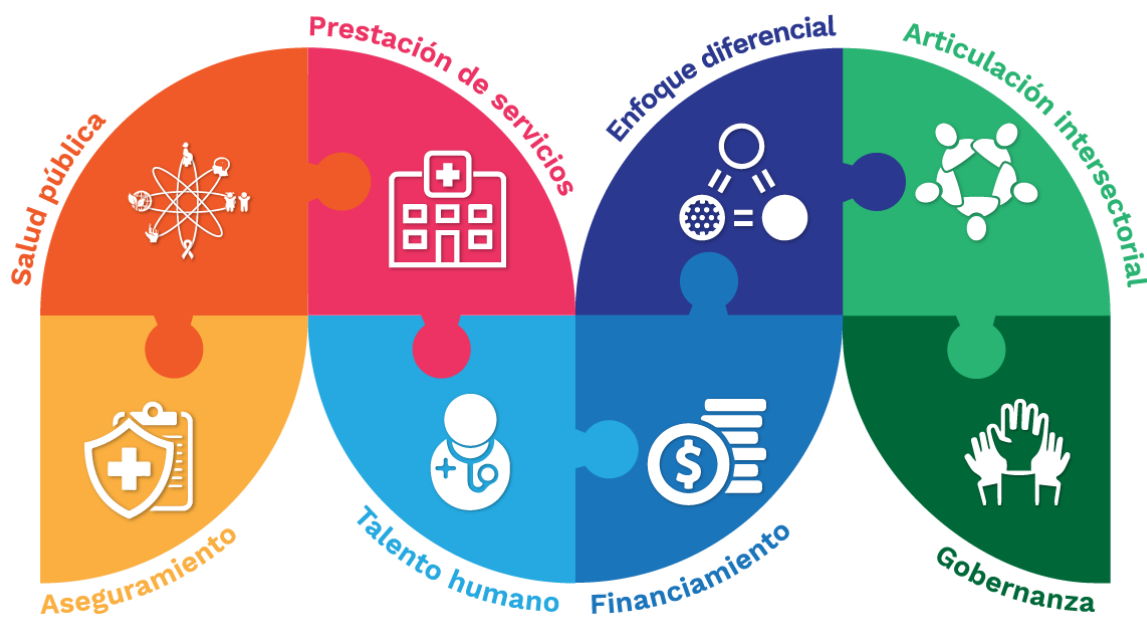 Salud pública
Prestación de servicios
Enfoque diferencial
Articulación intersectorial
Aseguramiento
Talento humano
Financiamiento
Gobernanza